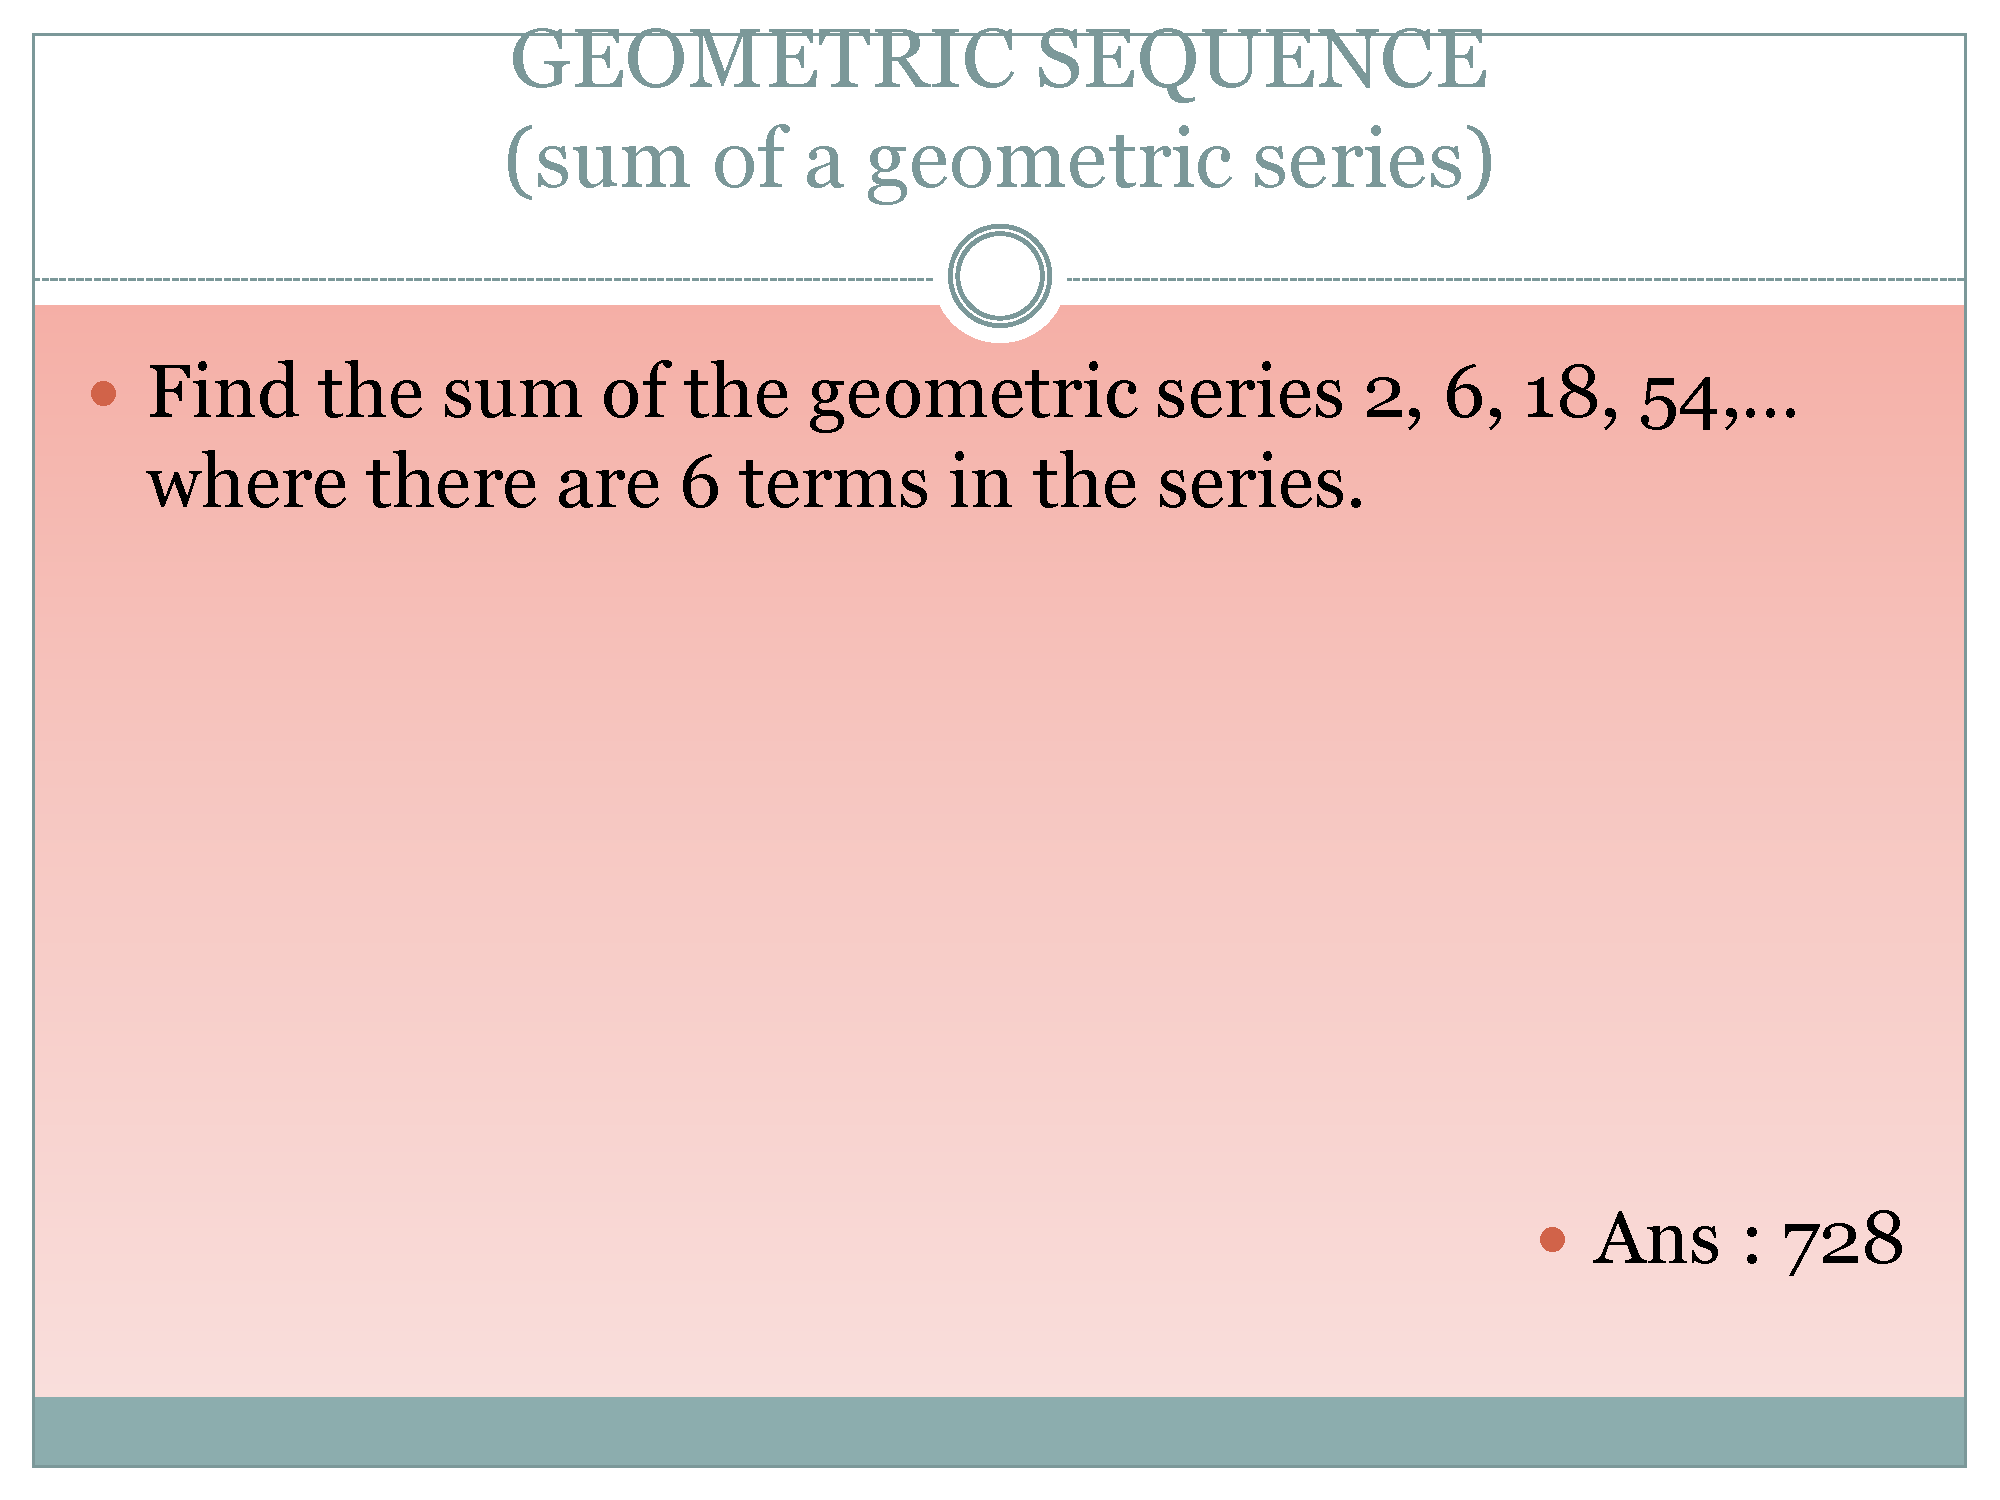 GEOMETRIC SEQUENCE
(sum of a geometric series)
• Find the sum of the geometric series 2, 6, 18, 54,…
where there are 6 terms in the series.
• Ans : 728